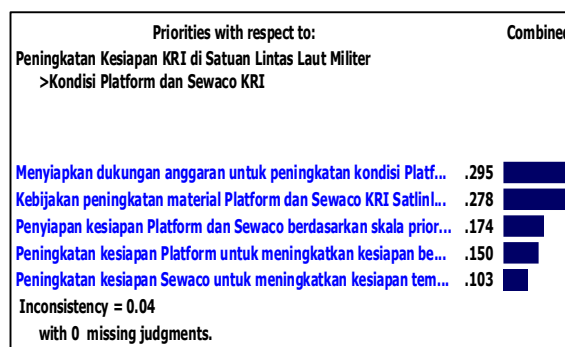 Priorities with respect to: Combined
Peningkatan Kesiapan KRI di Satuan Lintas Laut Militer
>Kondisi Platform dan Sewaco KRI
Menyiapkan dukungan anggaran untuk peningkatan kondisi Platf... .295
Kebijakan peningkatan material Platform dan Sewaco KRI Satlinl... .278
Penyiapan kesiapan Platform dan Sewaco berdasarkan skala prior... .174
Peningkatan kesiapan Platform untuk meningkatkan kesiapan be... .150
Peningkatan kesiapan Sewaco untuk meningkatkan kesiapan tem... .103
Inconsistency = 0.04
with 0 missing judgments.